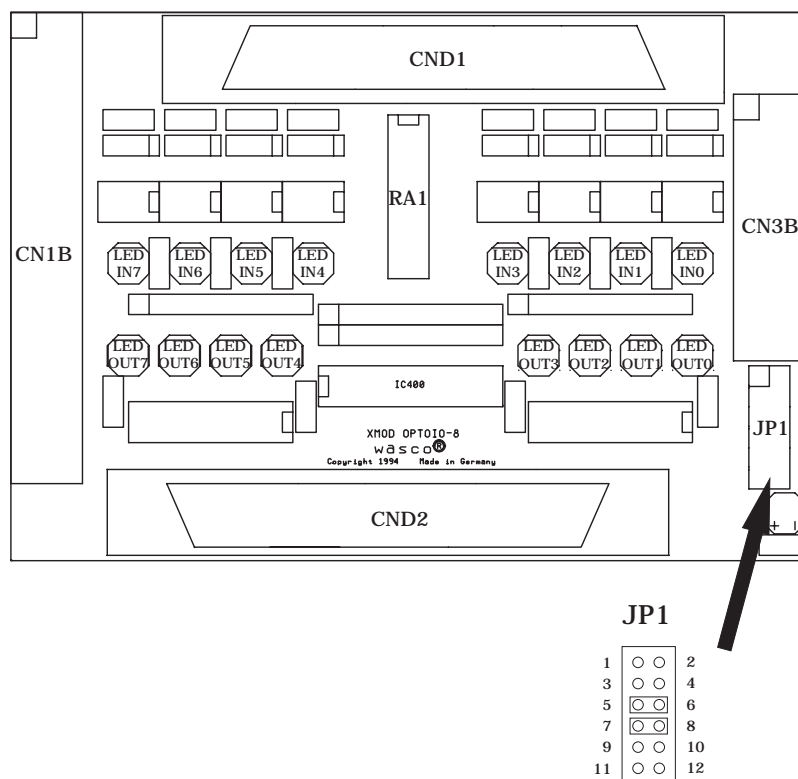 CND1
RA1
CN1B
CN3B
LED IN7
LED IN6
LED IN5
LED IN4
LED IN3
LED IN2
LED IN1
LED IN0
LED OUT7
LED OUT6
LED OUT5
LED OUT4
LED OUT3
LED OUT2
LED OUT1
LED OUT0
IC400
JP1
XMOD OPTOIO-8
wasco®
Copyright 1994 Made in Germany
CND2
+ -
JP1
1 2
3 4
5 6
7 8
9 10
11 12